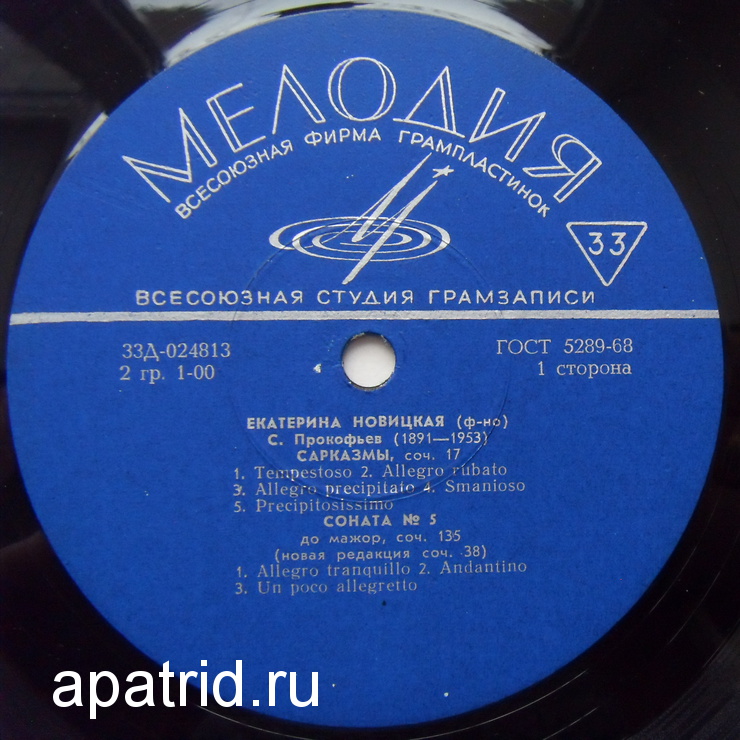 МЕЛОДИЯ
ВСЕСОЮЗНАЯ ФИРМА ГРАМПЛАСТИНОК
33
ВСЕСОЮЗНАЯ СТУДИЯ ГРАМЗАПИСИ
33Д-024813
ГОСТ 5289-68
2 гр. 1-00
1 сторона
ЕКАТЕРИНА НОВИЦКАЯ (ф-но)
С. Прокофьев (1891—1953)
САРКАЗМЫ, соч. 17
1. Tempestoso 2. Allegro rubato
3. Allegro precipitato 4. Smanioso
5. Precipitosissimo
СОНАТА № 5
до мажор, соч. 135
(новая редакция соч. 38)
1. Allegro tranquillo 2. Andantino
3. Un poco allegretto
apatrid.ru